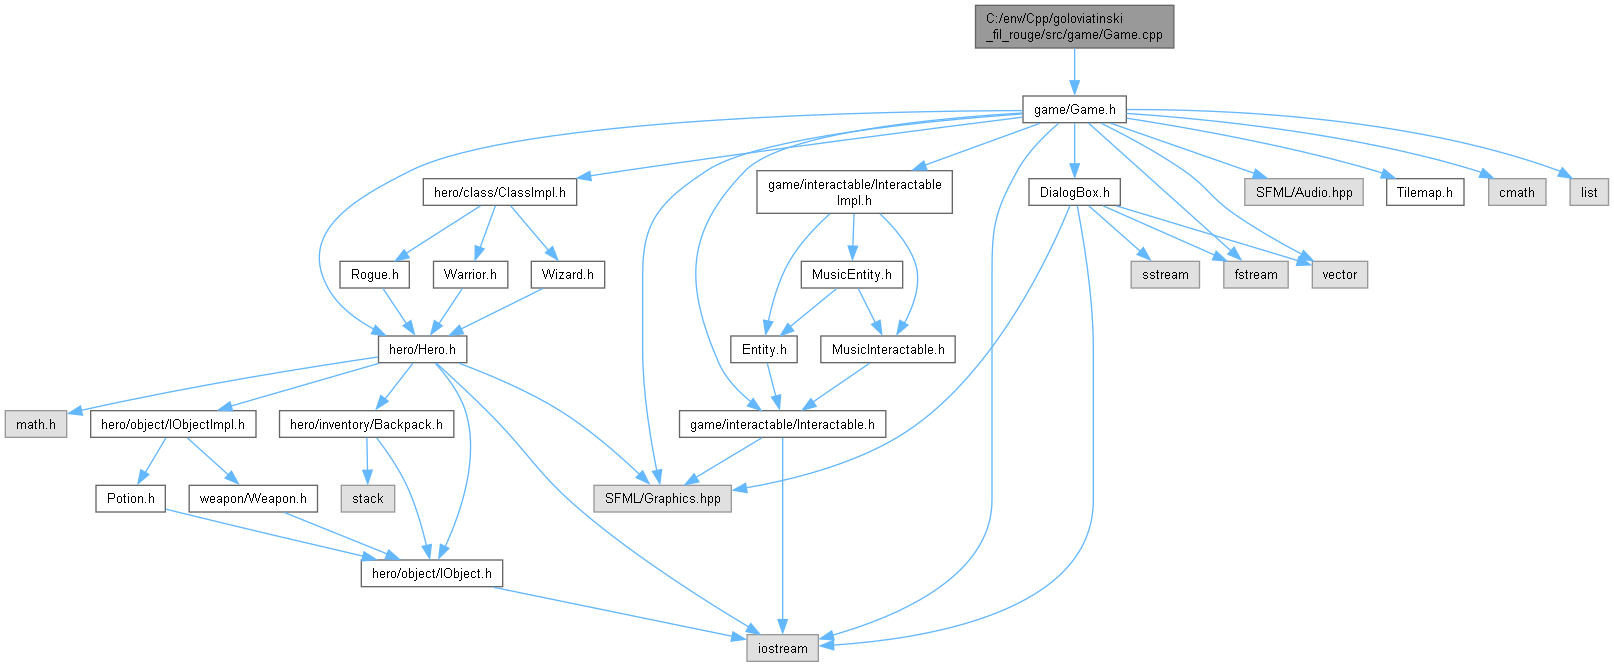 C:/env/Cpp/goloviatinski
_fil_rouge/src/game/Game.cpp
game/Game.h
hero/class/ClassImpl.h
game/interactable/Interactable
Impl.h
DialogBox.h
SFML/Audio.hpp
Tilemap.h
cmath
list
Rogue.h
Warrior.h
Wizard.h
MusicEntity.h
sstream
fstream
vector
hero/Hero.h
Entity.h
MusicInteractable.h
math.h
hero/object/IObjectImpl.h
hero/inventory/Backpack.h
game/interactable/Interactable.h
Potion.h
weapon/Weapon.h
stack
SFML/Graphics.hpp
hero/object/IObject.h
iostream